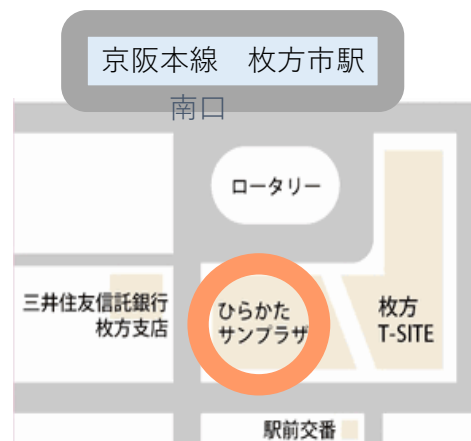 京阪本線　枚方市駅
南口
ロータリー
三井住友信託銀行
枚方支店
ひらかた
サンプラザ
枚方
T-SITE
駅前交番